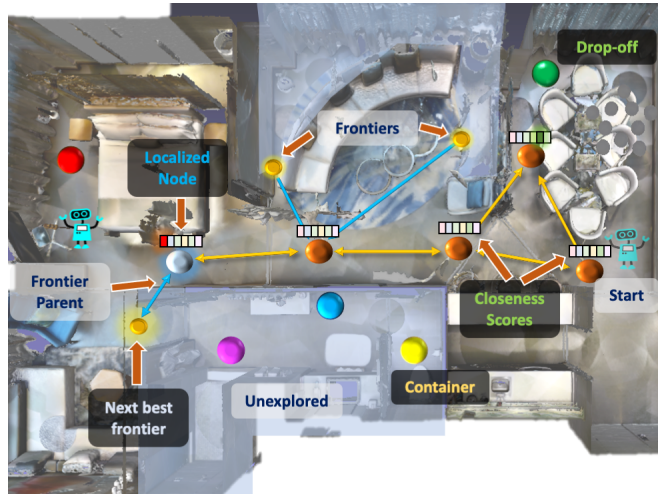 Drop-off
Frontiers
Localized
Node
Frontier
Parent
Closeness
Scores
Start
Container
Unexplored
Next best
frontier